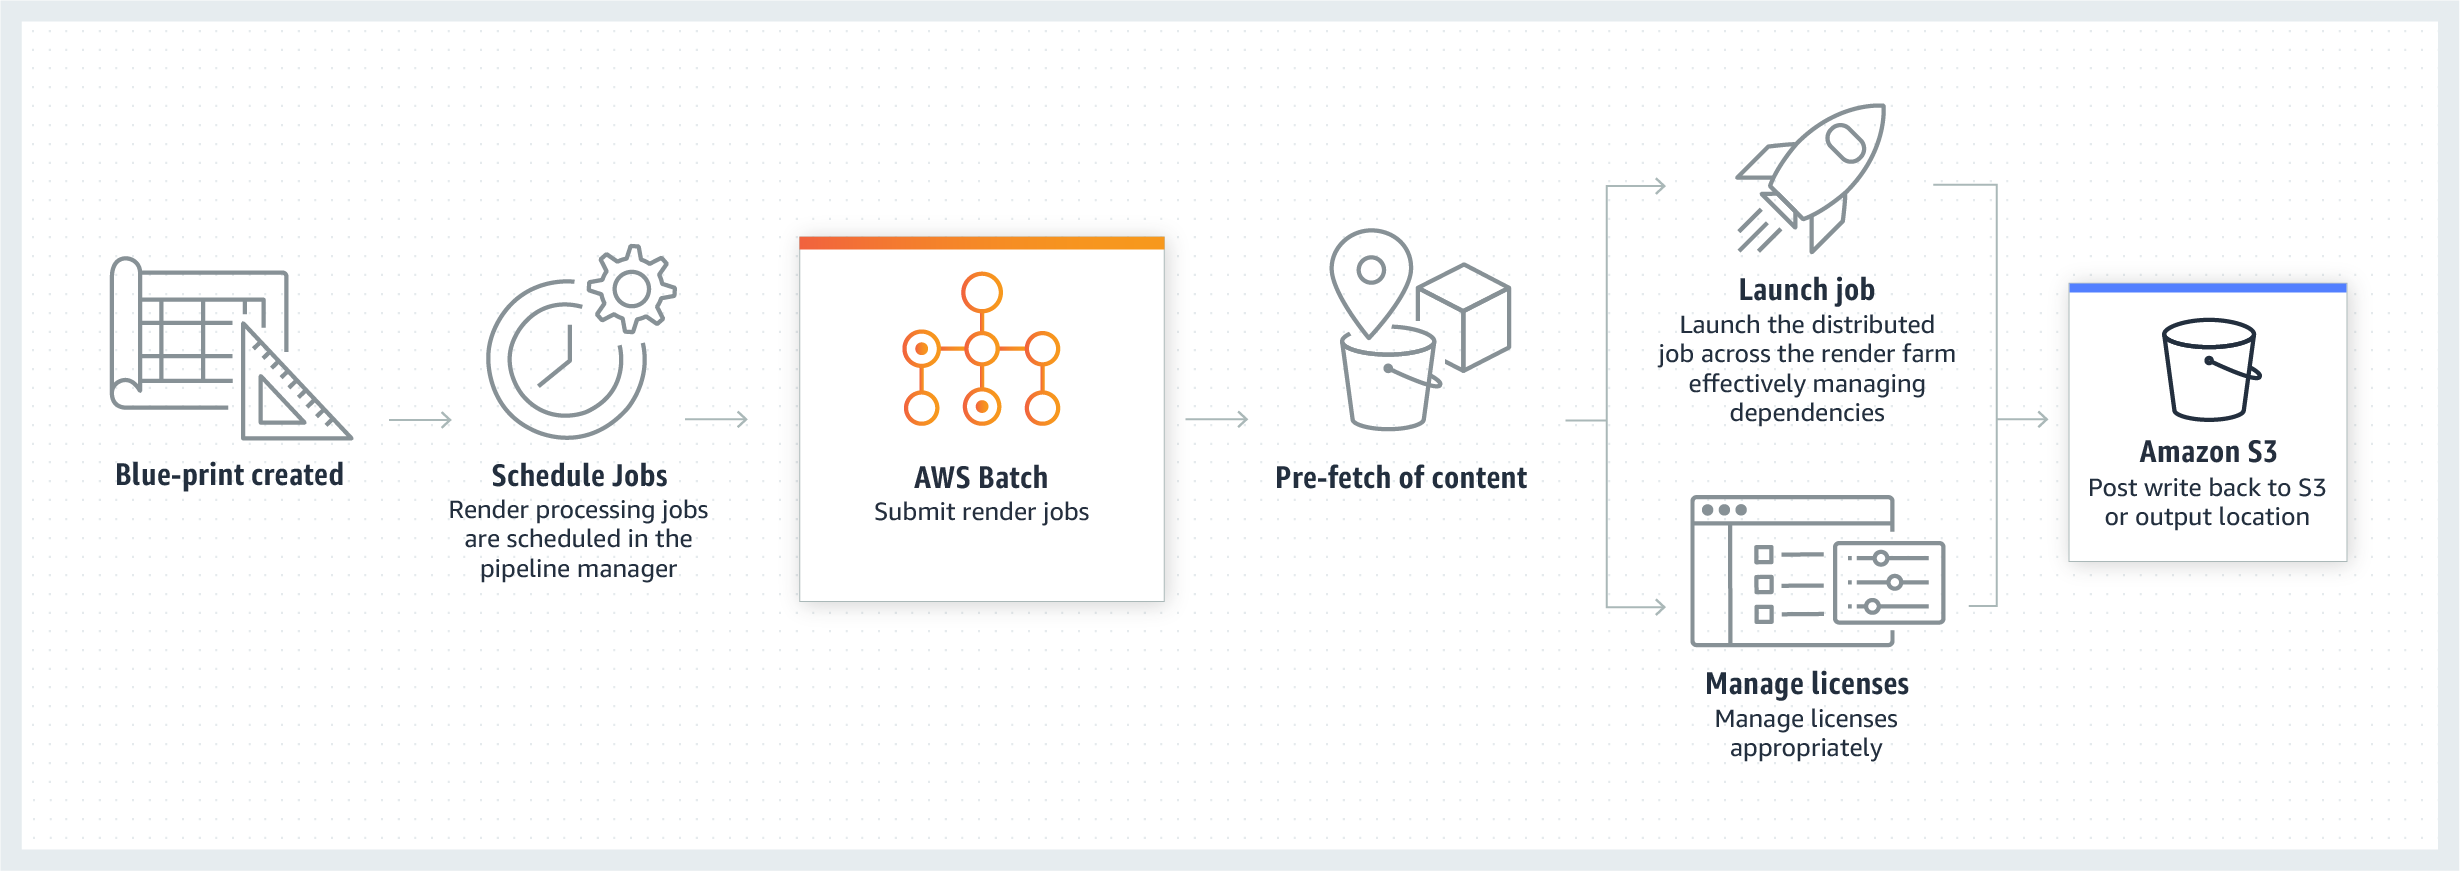 Blue-print created
Schedule Jobs
Render processing jobs
are scheduled in the
pipeline manager
AWS Batch
Submit render jobs
Pre-fetch of content
Launch job
Launch the distributed
job across the render farm
effectively managing
dependencies
Manage licenses
Manage licenses
appropriately
Amazon S3
Post write back to S3
or output location